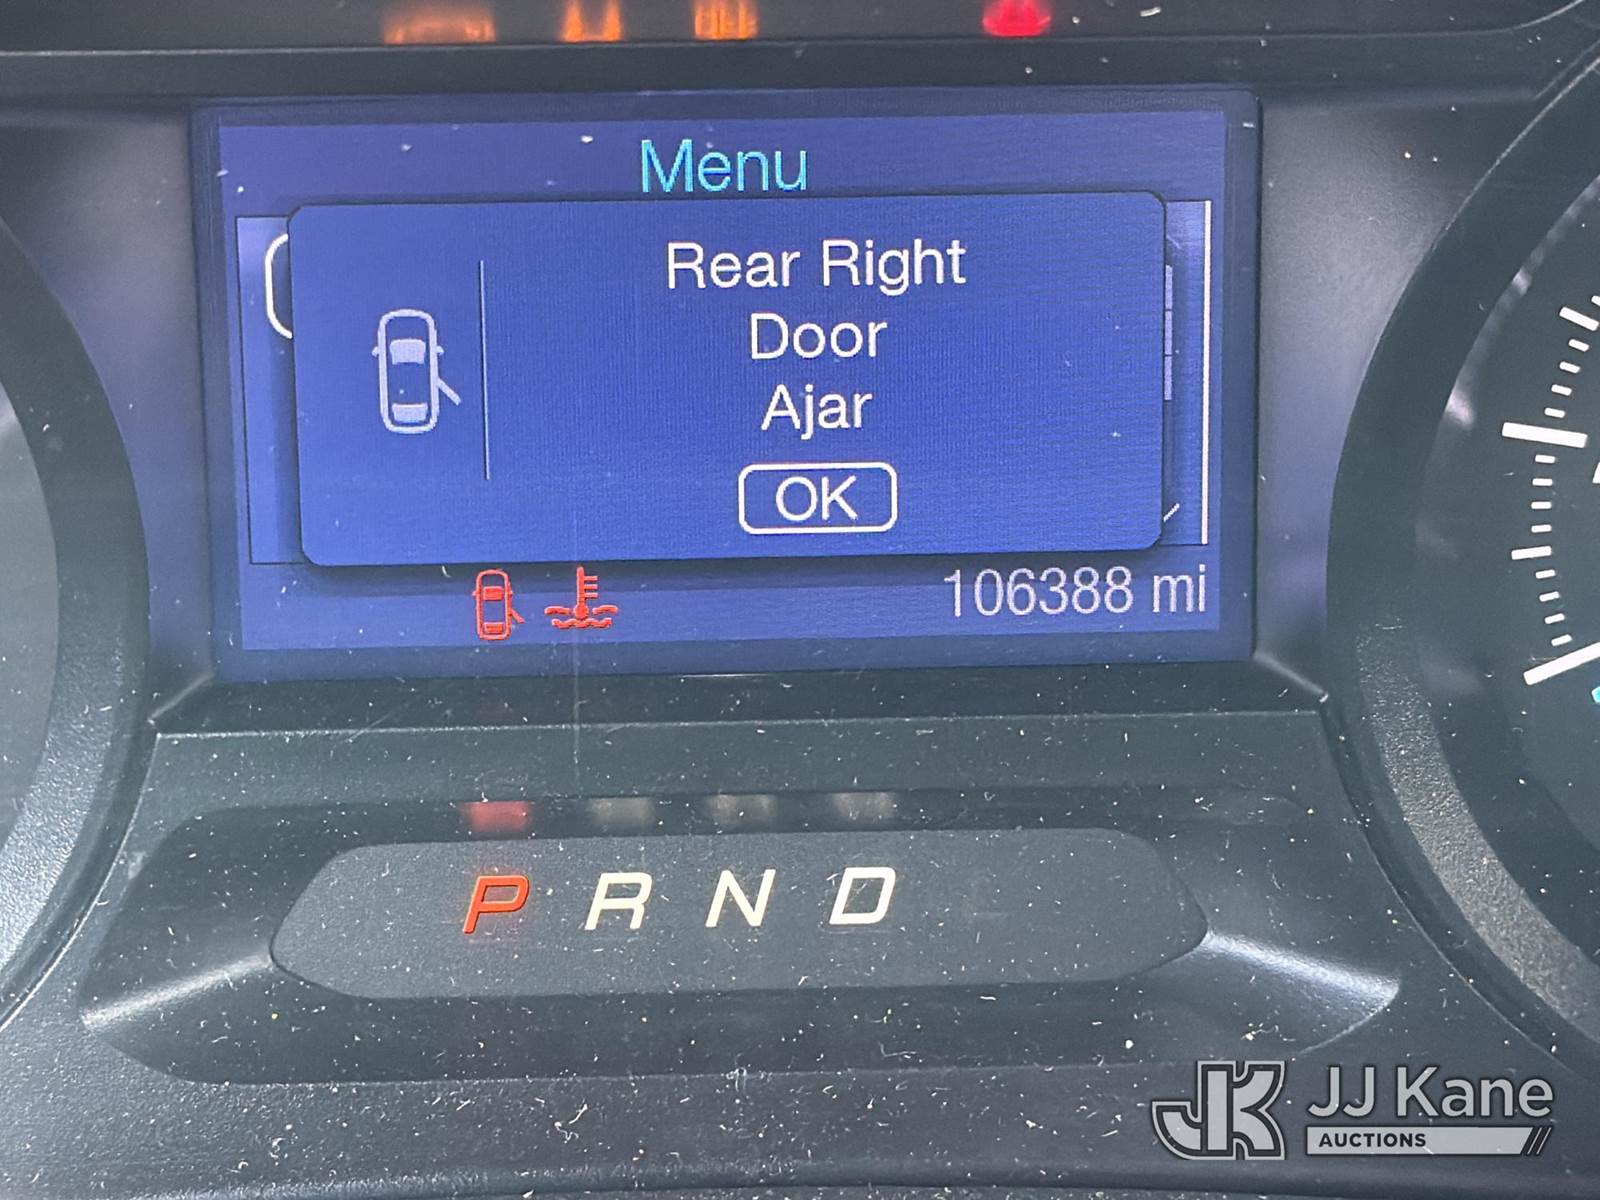 Menu
Rear Right
Door
Ajar
OK
106388 mi
P R N D
JJ Kane
AUCTIONS